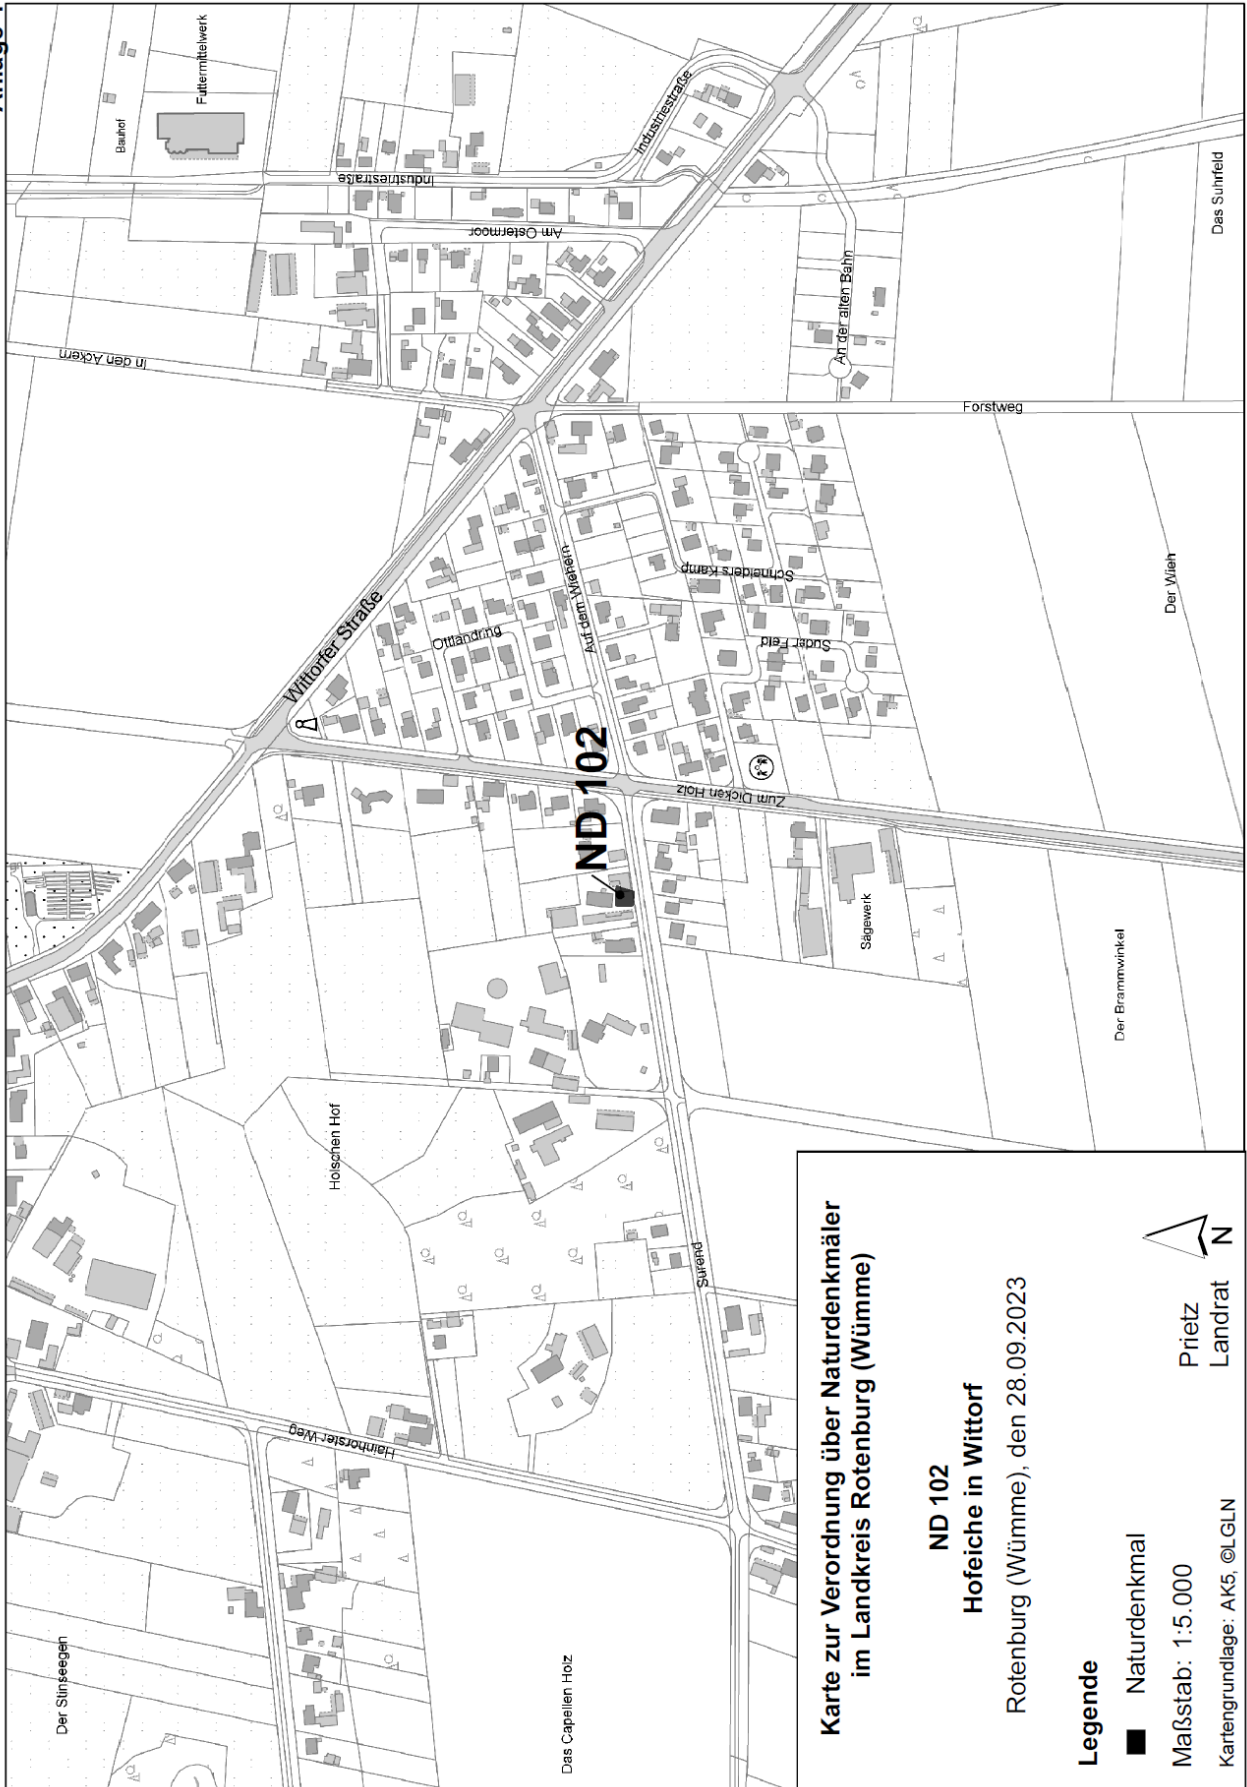 Futtermittelwerk
Bauhof
Industriestraße
Industriestraße
Am Ostermoor
In den Äckern
An der alten Bahn
Das Suhrfeld
Forstweg
Der Wieh
Wittorfer Straße
Ottlandring
Auf dem Wiehern
Schneiders Kamp
Suder Feld
ND 102
Zum Dicken Holz
Sägewerk
Der Brammwinkel
Holschen Hof
Surend
Hainhorster Weg
Der Stinseegen
Das Capellen Holz
Karte zur Verordnung über Naturdenkmäler
im Landkreis Rotenburg (Wümme)
ND 102
Hofeiche in Wittorf
Rotenburg (Wümme), den 28.09.2023
Legende
Naturdenkmal
Maßstab: 1:5.000
Prietz
Landrat
N
Kartengrundlage: AK5, ©LGLN